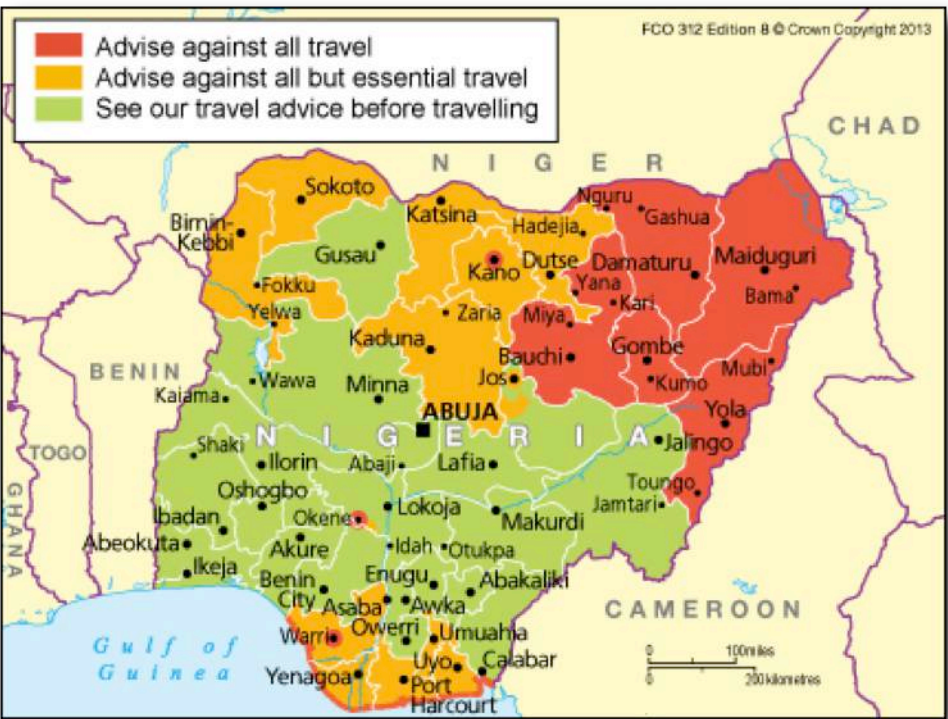 Advise against all travel
Advise against all but essential travel
See our travel advice before travelling
FCO 312 Edition 8 © Crown Copyright 2013
CHAD
NIGER
Sokoto
Katsina
Nguru
Gashua
Birnin-
Kebbi
Hadejia
Gusau
Kano
Dutse
Damaturu
Maiduguri
Fokku
Yana
Kari
Bama
Yelwa
Zaria
Miya
Kaduna
Bauchi
Gombe
Mubi
BENIN
Wawa
Minna
Jos
Kumo
Kaiama
ABUJA
Yola
NIGERIA
TOGO
Shaki
Ilorin
Abaji
Lafia
Jalingo
GHANA
Oshogbo
Toungo
Jamtari
Ibadan
Okene
Lokoja
Makurdi
Abeokuta
Akure
Idah
Otukpa
Ikeja
Benin
City
Enugu
Abakaliki
Asaba
Awka
CAMEROON
Warri
Owerri
Umuahia
Gulf of
Guinea
Yenagoa
Uyo
Calabar
Port
Harcourt
0 100miles
0 200kilometres